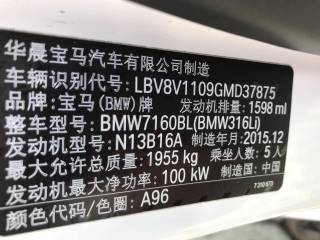 华晨宝马汽车有限公司制造
车辆识别代号: LBV8V1109GMD37875
品牌: 宝马(BMW)牌 发动机排量: 1598 ml
整车型号: BMW7160BL(BMW316Li)
发动机型号: N13B16A 制造年月: 2015.12
最大允许总质量: 1955 kg 乘坐人数: 5人
发动机最大净功率: 100 kW 制造国: 中国
颜色代码/色圈: A96